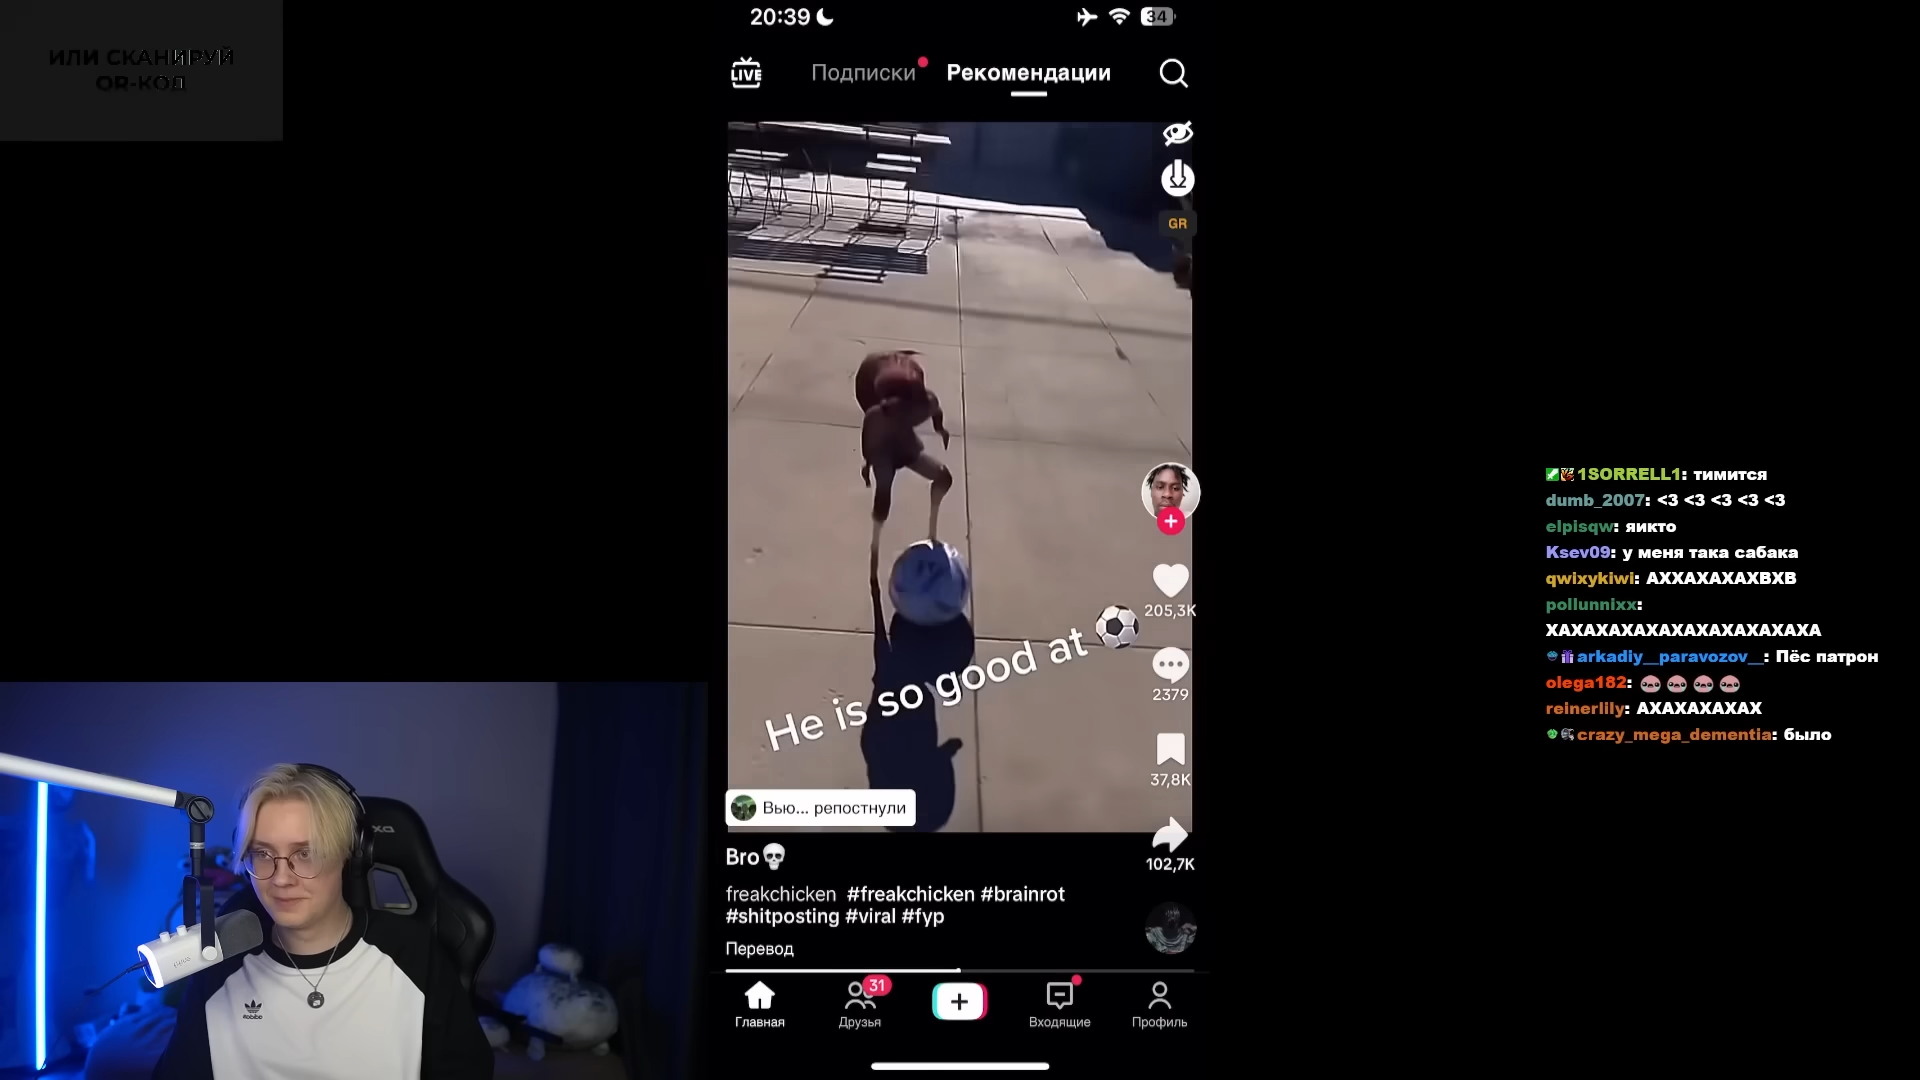 ИЛИ СКАНИРУЙ
QR-КОД
20:39
34
LIVE
Подписки
Рекомендации
GR
205,3K
He is so good at
2379
37,8K
Вью... репостнули
102,7K
Bro
freakchicken #freakchicken #brainrot
#shitposting #viral #fyp
Перевод
31
Главная
Друзья
Входящие
Профиль
1SORRELL1: тимится
dumb_2007: <3 <3 <3 <3 <3
elpisqw: яикто
Ksev09: у меня така сабака
qwixykiwi: АХХАХАХАХВХВ
pollunnixx:
ХАХАХАХАХАХАХАХАХАХАХА
arkadiy__paravozov__: Пёс патрон
olega182:
reinerlily: АХАХАХАХАХ
crazy_mega_dementia: было